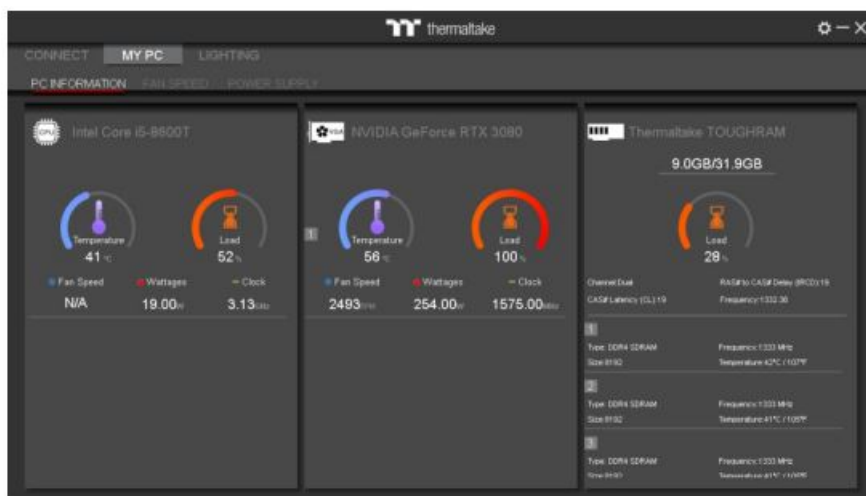 thermaltake
CONNECT MY PC LIGHTING
PC INFORMATION FAN SPEED POWER SUPPLY
CPU Intel Core i5-8600T
Temperature
41 °C
Load
52 %
Fan Speed Wattages Clock
N/A 19.00W 3.13GHz
VGA NVIDIA GeForce RTX 3080
1
Temperature
56 °C
Load
100 %
Fan Speed Wattages Clock
2493RPM 254.00W 1575.00MHz
Thermaltake TOUGHRAM
9.0GB/31.9GB
Load
28 %
Channel:Dual RAS# to CAS# Delay (tRCD):19
CAS# Latency (CL):19 Frequency:1332.36
1
Type: DDR4 SDRAM Frequency:1333 MHz
Size:8192 Temperature:42°C / 107°F
2
Type: DDR4 SDRAM Frequency:1333 MHz
Size:8192 Temperature:41°C
3
Type: DDR4 SDRAM Frequency:1333 MHz
Size:8192 Temperature:41°C